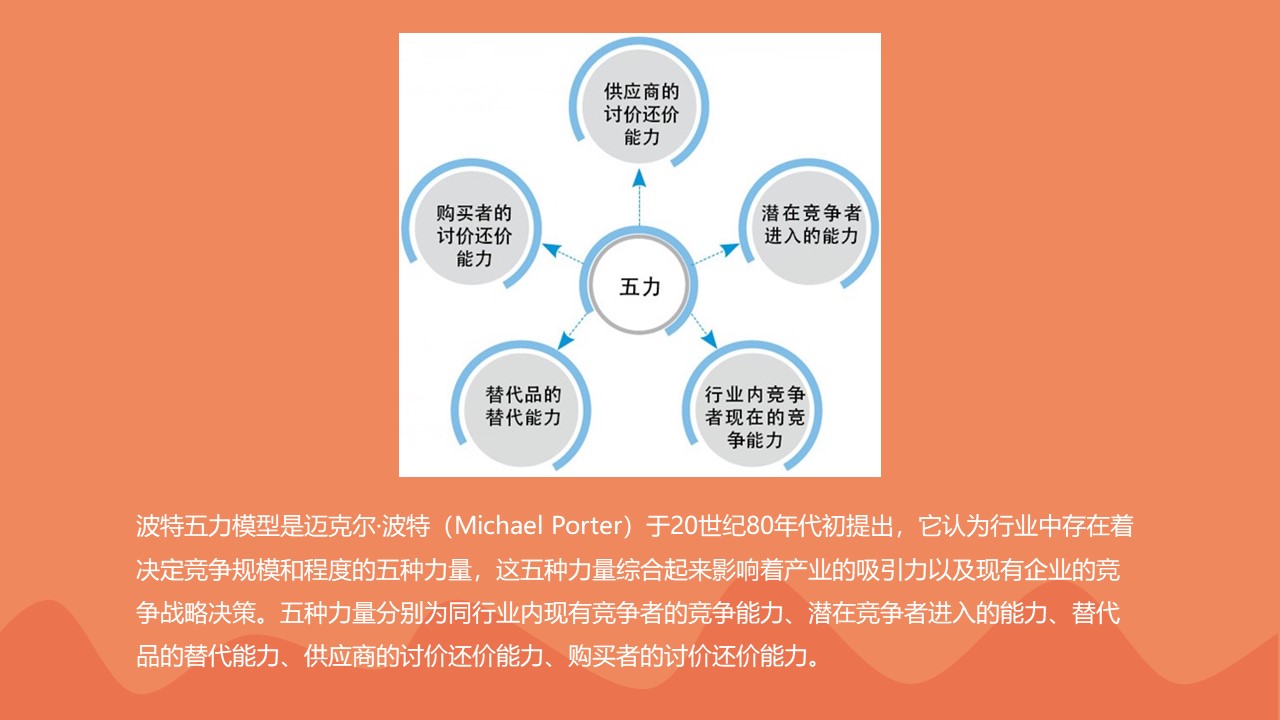 供应商的
讨价还价
能力
购买者的
讨价还价
能力
潜在竞争者
进入的能力
五力
替代品的
替代能力
行业内竞争
者现在的竞
争能力
波特五力模型是迈克尔·波特（Michael Porter）于20世纪80年代初提出，它认为行业中存在着
决定竞争规模和程度的五种力量，这五种力量综合起来影响着产业的吸引力以及现有企业的竞
争战略决策。五种力量分别为同行业内现有竞争者的竞争能力、潜在竞争者进入的能力、替代
品的替代能力、供应商的讨价还价能力、购买者的讨价还价能力。